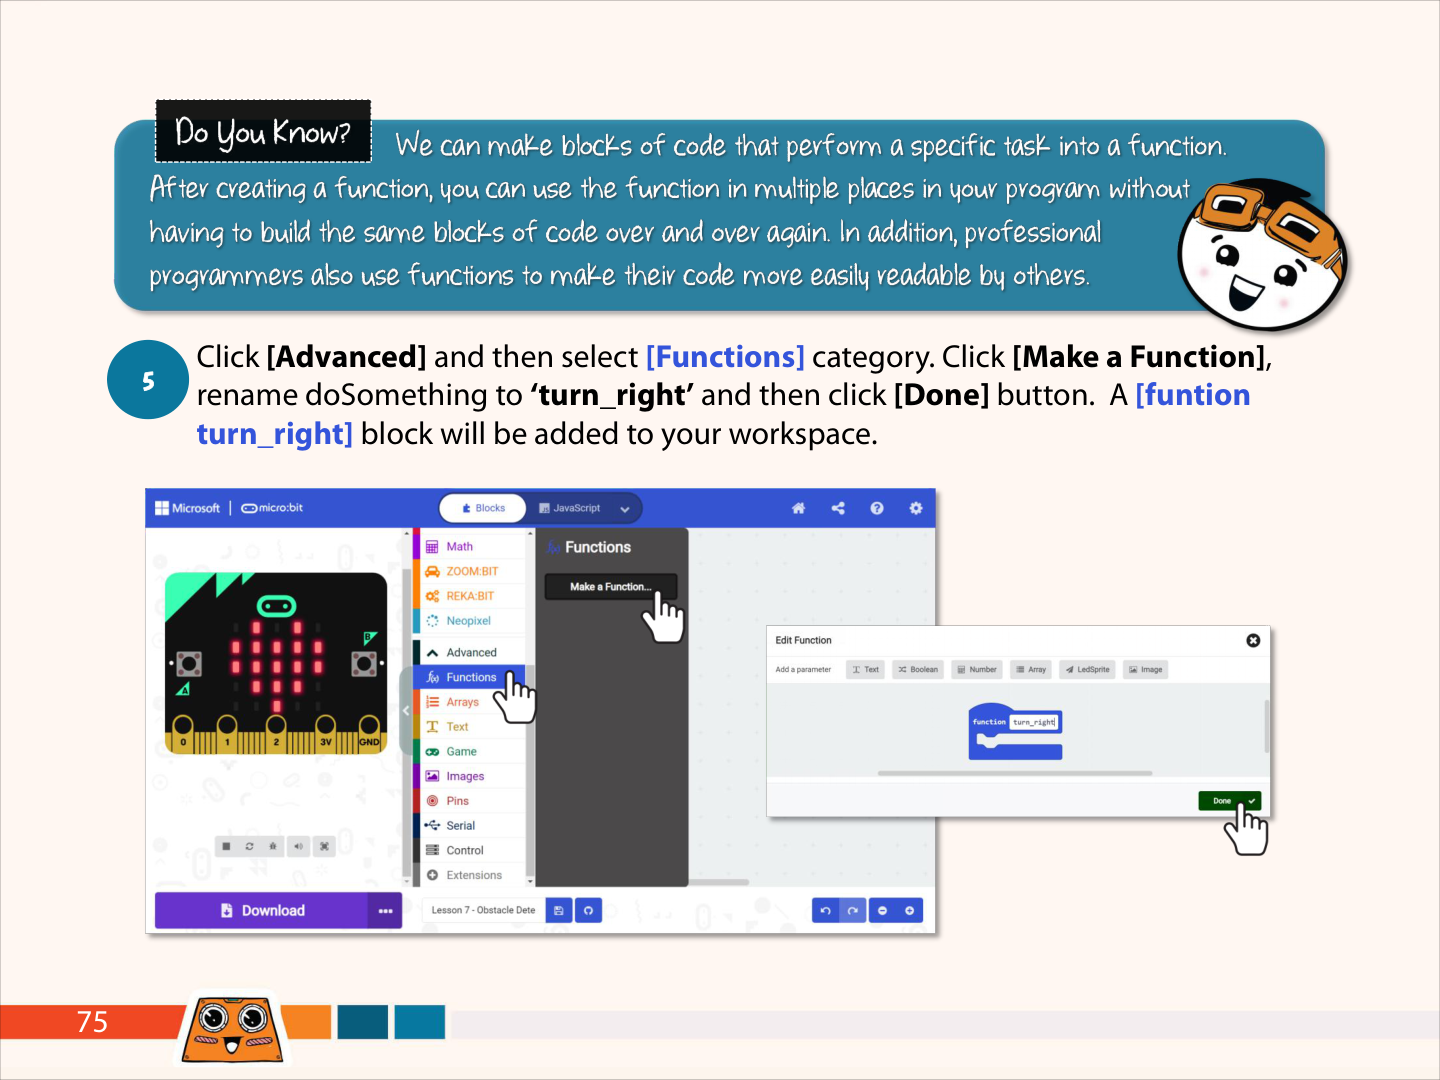 Do You Know?
We can make blocks of code that perform a specific task into a function.
After creating a function, you can use the function in multiple places in your program without
having to build the same blocks of code over and over again. In addition, professional
programmers also use functions to make their code more easily readable by others.
5
Click [Advanced] and then select [Functions] category. Click [Make a Function],
rename doSomething to ‘turn_right’ and then click [Done] button. A [funtion
turn_right] block will be added to your workspace.
Microsoft | micro:bit
Blocks
JavaScript
Math
ZOOM:BIT
REKA:BIT
Neopixel
Advanced
Functions
Arrays
Text
Game
Images
Pins
Serial
Control
Extensions
Functions
Make a Function...
A
B
0 1 2 3V GND
Download
Lesson 7 - Obstacle Dete
Edit Function
Add a parameter
Text
Boolean
Number
Array
LedSprite
Image
function turn_right
Done
75